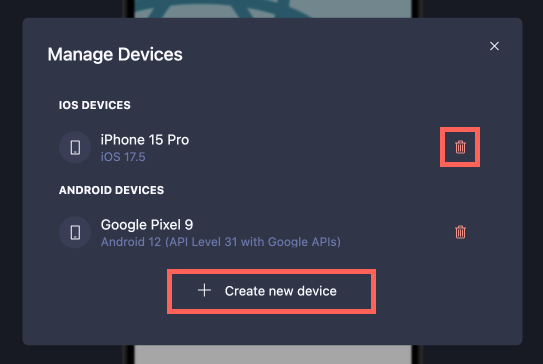 Manage Devices
IOS DEVICES
iPhone 15 Pro
iOS 17.5
ANDROID DEVICES
Google Pixel 9
Android 12 (API Level 31 with Google APIs)
Create new device